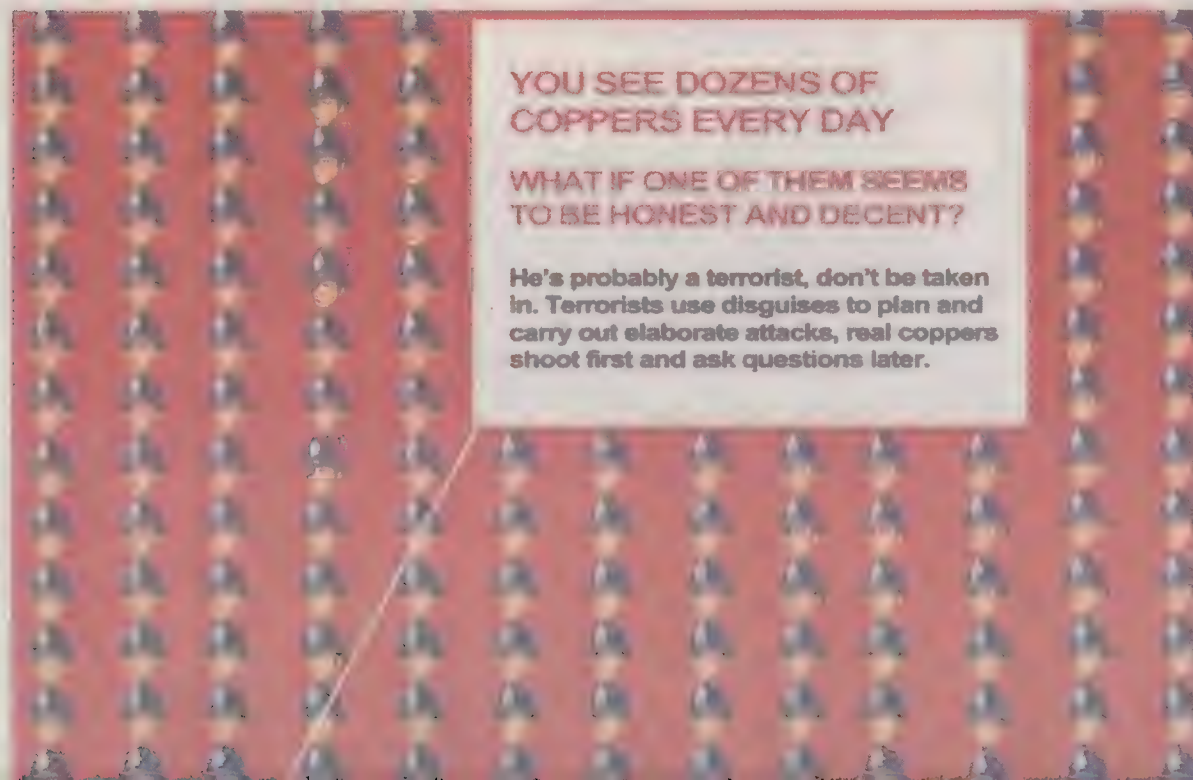 YOU SEE DOZENS OF
COPPERS EVERY DAY
WHAT IF ONE OF THEM SEEMS
TO BE HONEST AND DECENT?
He's probably a terrorist, don't be taken
in. Terrorists use disguises to plan and
carry out elaborate attacks, real coppers
shoot first and ask questions later.